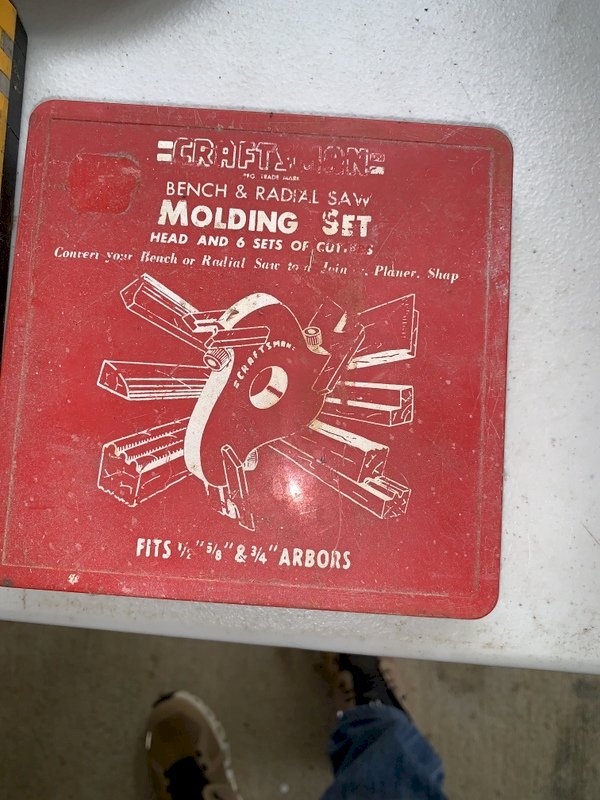 CRAFTSMAN
REG. TRADE MARK
BENCH & RADIAL SAW
MOLDING SET
HEAD AND 6 SETS OF CUTTERS
Convert your Bench or Radial Saw to a Planer, Shap
CRAFTSMAN
FITS 1/2" 5/8" & 3/4" ARBORS